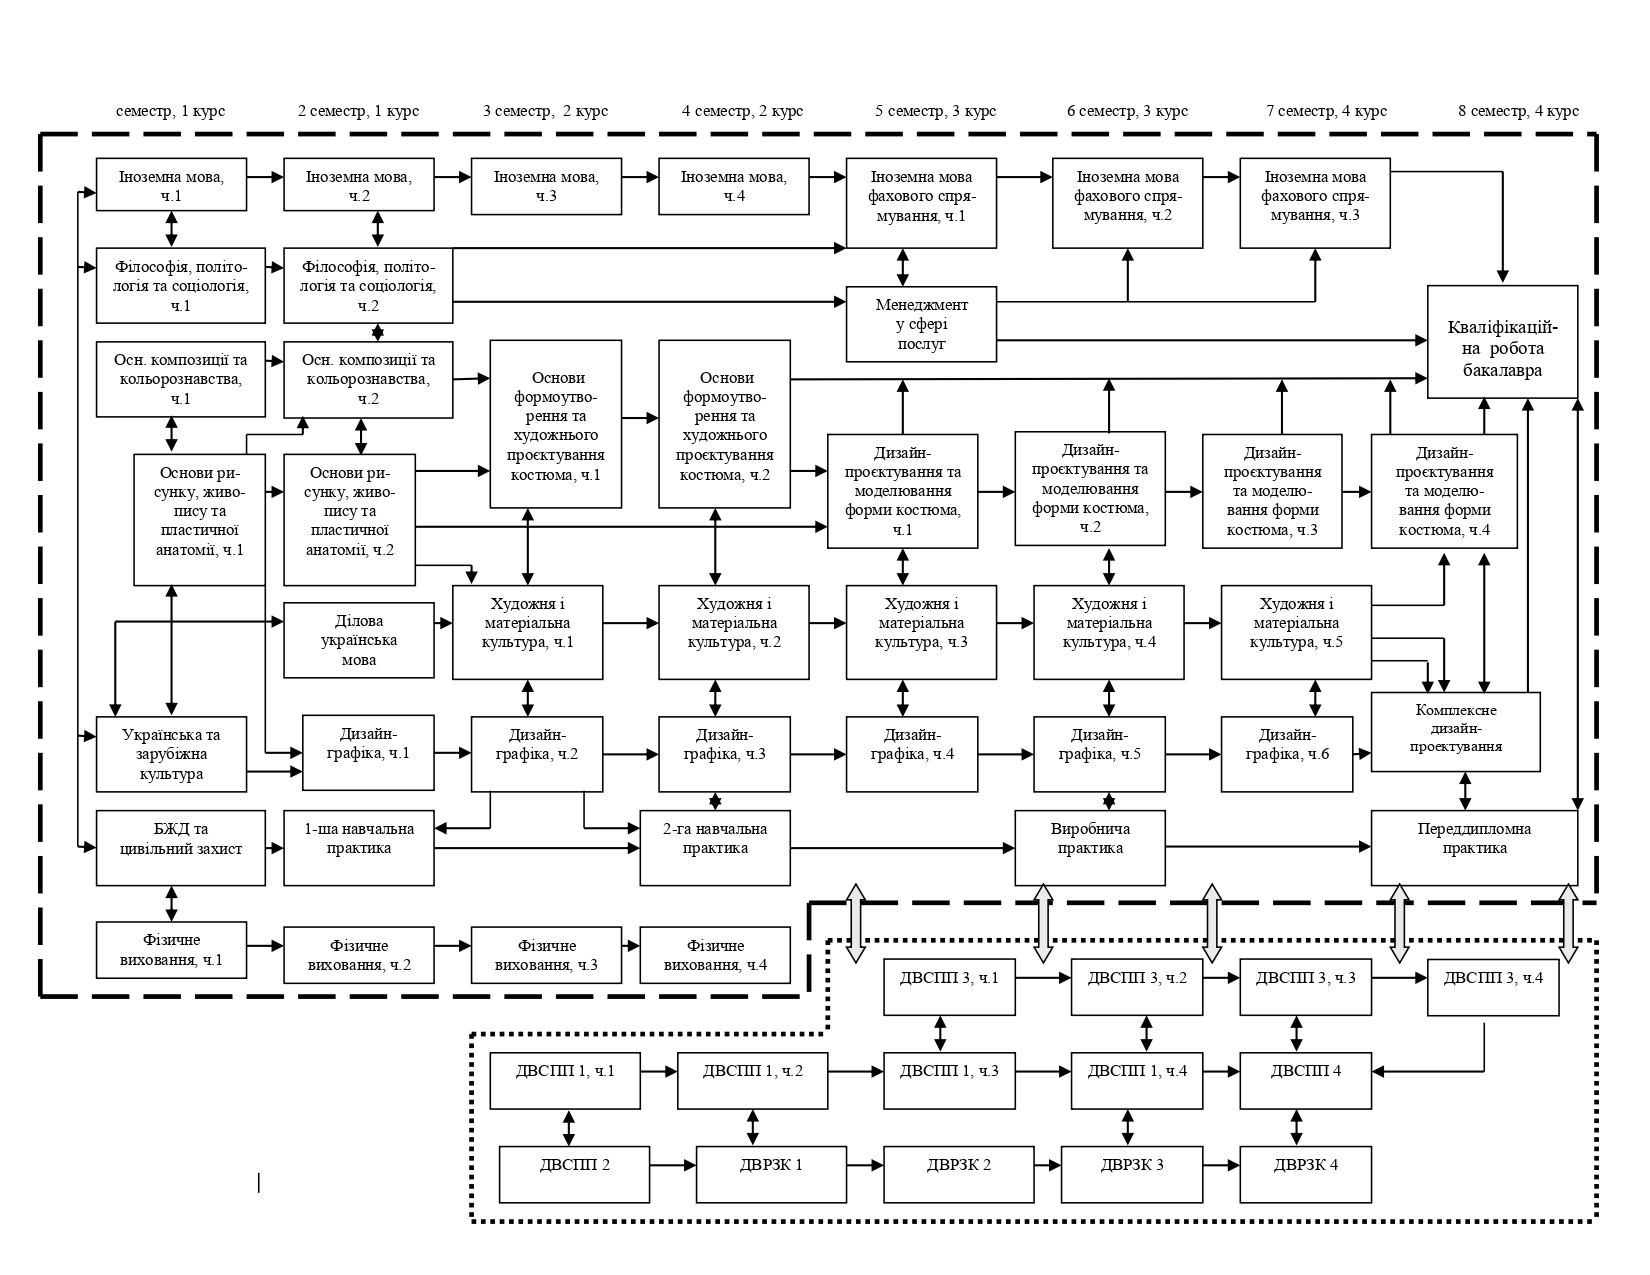 семестр, 1 курс
2 семестр, 1 курс
3 семестр,  2 курс
4 семестр, 2 курс
5 семестр, 3 курс
6 семестр, 3 курс
7 семестр, 4 курс
8 семестр, 4 курс
Іноземна мова,
ч.1
Іноземна мова,
ч.2
Іноземна мова,
ч.3
Іноземна мова,
ч.4
Іноземна мова
фахового спря-
мування, ч.1
Іноземна мова
фахового спря-
мування, ч.2
Іноземна мова
фахового спря-
мування, ч.3
Філософія, політо-
логія та соціологія,
ч.1
Філософія, політо-
логія та соціологія,
ч.2
Менеджмент
у сфері
послуг
Кваліфікацій-
на  робота
бакалавра
Осн. композиції та
кольорознавства,
ч.1
Осн. композиції та
кольорознавства,
ч.2
Основи
формоутво-
рення та
художнього
проєктування
костюма, ч.1
Основи
формоутво-
рення та
художнього
проєктування
костюма, ч.2
Основи ри-
сунку, живо-
пису та
пластичної
анатомії, ч.1
Основи ри-
сунку, живо-
пису та
пластичної
анатомії, ч.2
Дизайн-
проєктування та
моделювання
форми костюма,
ч.1
Дизайн-
проєктування та
моделювання
форми костюма,
ч.2
Дизайн-
проєктування
та моделю-
вання форми
костюма, ч.3
Дизайн-
проєктування
та моделю-
вання форми
костюма, ч.4
Ділова
українська
мова
Художня і
матеріальна
культура, ч.1
Художня і
матеріальна
культура, ч.2
Художня і
матеріальна
культура, ч.3
Художня і
матеріальна
культура, ч.4
Художня і
матеріальна
культура, ч.5
Українська та
зарубіжна
культура
Дизайн-
графіка, ч.1
Дизайн-
графіка, ч.2
Дизайн-
графіка, ч.3
Дизайн-
графіка, ч.4
Дизайн-
графіка, ч.5
Дизайн-
графіка, ч.6
Комплексне
дизайн-
проектування
БЖД та
цивільний захист
1-ша навчальна
практика
2-га навчальна
практика
Виробнича
практика
Переддипломна
практика
Фізичне
виховання, ч.1
Фізичне
виховання, ч.2
Фізичне
виховання, ч.3
Фізичне
виховання, ч.4
ДВСПП 3, ч.1
ДВСПП 3, ч.2
ДВСПП 3, ч.3
ДВСПП 3, ч.4
ДВСПП 1, ч.1
ДВСПП 1, ч.2
ДВСПП 1, ч.3
ДВСПП 1, ч.4
ДВСПП 4
ДВСПП 2
ДВРЗК 1
ДВРЗК 2
ДВРЗК 3
ДВРЗК 4